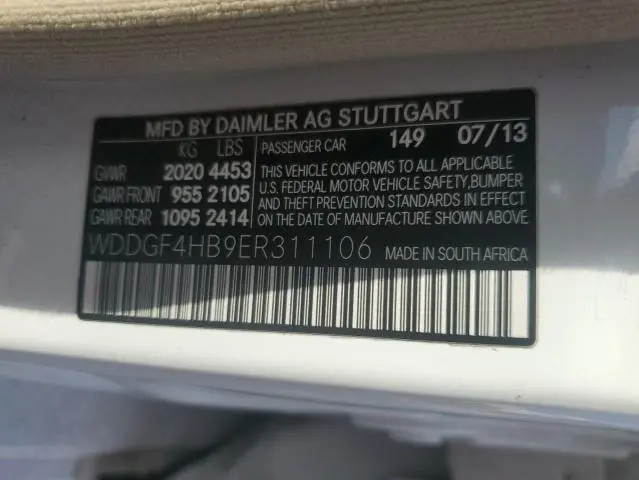 MFD BY DAIMLER AG STUTTGART
KG LBS PASSENGER CAR 149 07/13
GVWR 2020 4453 THIS VEHICLE CONFORMS TO ALL APPLICABLE
GAWR FRONT 955 2105 U.S. FEDERAL MOTOR VEHICLE SAFETY, BUMPER
AND THEFT PREVENTION STANDARDS IN EFFECT
GAWR REAR 1095 2414 ON THE DATE OF MANUFACTURE SHOWN ABOVE.
WDDGF4HB9ER311106 MADE IN SOUTH AFRICA